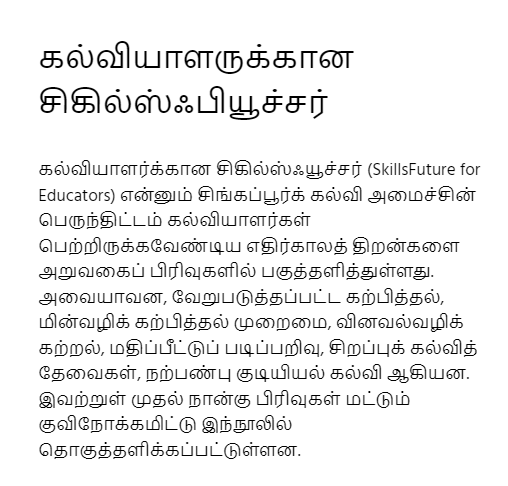 கல்வியாளருக்கான
சிகில்ஸ்ஃபியூச்சர்
கல்வியாளர்க்கான சிகில்ஸ்ஃயூச்சர் (SkillsFuture for
Educators) என்னும் சிங்கப்பூர்க் கல்வி அமைச்சின்
பெருந்திட்டம் கல்வியாளர்கள்
பெற்றிருக்கவேண்டிய எதிர்காலத் திறன்களை
அறுவகைப் பிரிவுகளில் பகுத்தளித்துள்ளது.
அவையாவன, வேறுபடுத்தப்பட்ட கற்பித்தல்,
மின்வழிக் கற்பித்தல் முறைமை, வினவல்வழிக்
கற்றல், மதிப்பீட்டுப் படிப்பறிவு, சிறப்புக் கல்வித்
தேவைகள், நற்பண்பு குடியியல் கல்வி ஆகியன.
இவற்றுள் முதல் நான்கு பிரிவுகள் மட்டும்
குவிநோக்கமிட்டு இந்நூலில்
தொகுத்தளிக்கப்பட்டுள்ளன.